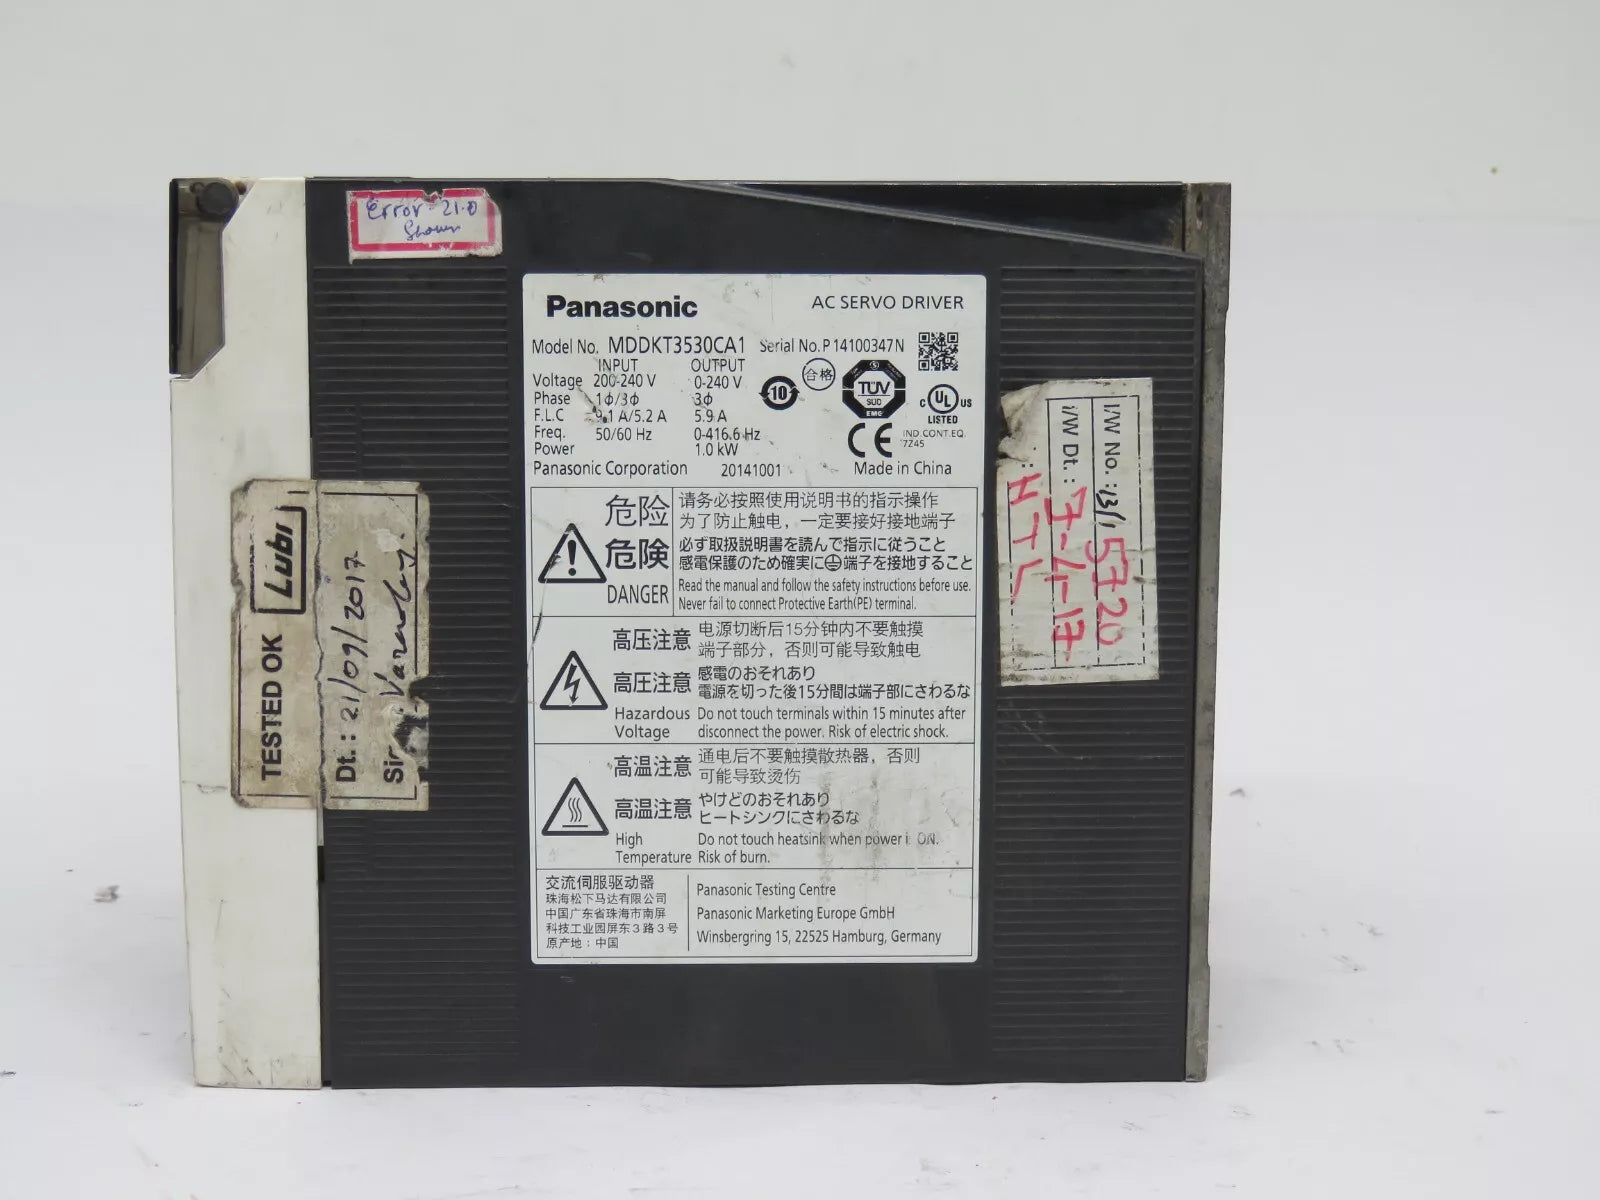 Error 21.0
Shown
Panasonic
AC SERVO DRIVER
Model No. MDDKT3530CA1 Serial No. P14100347N
INPUT OUTPUT
Voltage 200-240 V 0-240 V
Phase 1ϕ/3ϕ 3ϕ
F.L.C 9.1 A/5.2 A 5.9 A
Freq. 50/60 Hz 0-416.6 Hz
Power 1.0 kW
Panasonic Corporation 20141001 Made in China
10
合格
TÜV
SÜD
EMC
C UL US
LISTED
IND.CONT.EQ.
7Z45
CE
危险
请务必按照使用说明书的指示操作
为了防止触电，一定要接好接地端子
危険
必ず取扱説明書を読んで指示に従うこと
感電保護のため確実に⏚端子を接地すること
DANGER
Read the manual and follow the safety instructions before use.
Never fail to connect Protective Earth(PE) terminal.
高压注意
电源切断后15分钟内不要触摸
端子部分，否则可能导致触电
高圧注意
感電のおそれあり
電源を切った後15分間は端子部にさわるな
Hazardous
Voltage
Do not touch terminals within 15 minutes after
disconnect the power. Risk of electric shock.
高温注意
通电后不要触摸散热器，否则
可能导致烫伤
高温注意
やけどのおそれあり
ヒートシンクにさわるな
High
Temperature
Do not touch heatsink when power i ON.
Risk of burn.
交流伺服驱动器
珠海松下马达有限公司
中国广东省珠海市南屏
科技工业园屏东3路3号
原产地：中国
Panasonic Testing Centre
Panasonic Marketing Europe GmbH
Winsbergring 15, 22525 Hamburg, Germany
Lubi
TESTED OK
Dt.: 21/09/2017
I/W No.: 13/1 5720
I/W Dt.: 7-4-17
: HTL